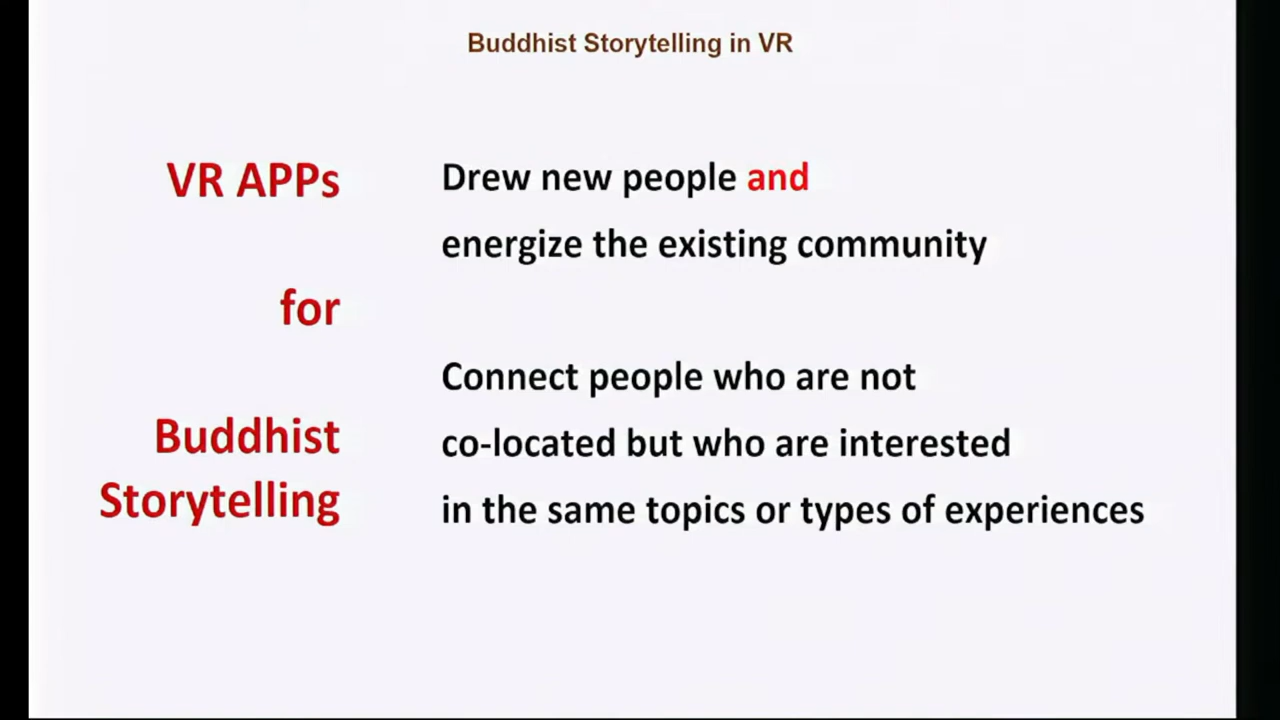 Buddhist Storytelling in VR
VR APPs
for
Buddhist
Storytelling
Drew new people and
energize the existing community
Connect people who are not
co-located but who are interested
in the same topics or types of experiences